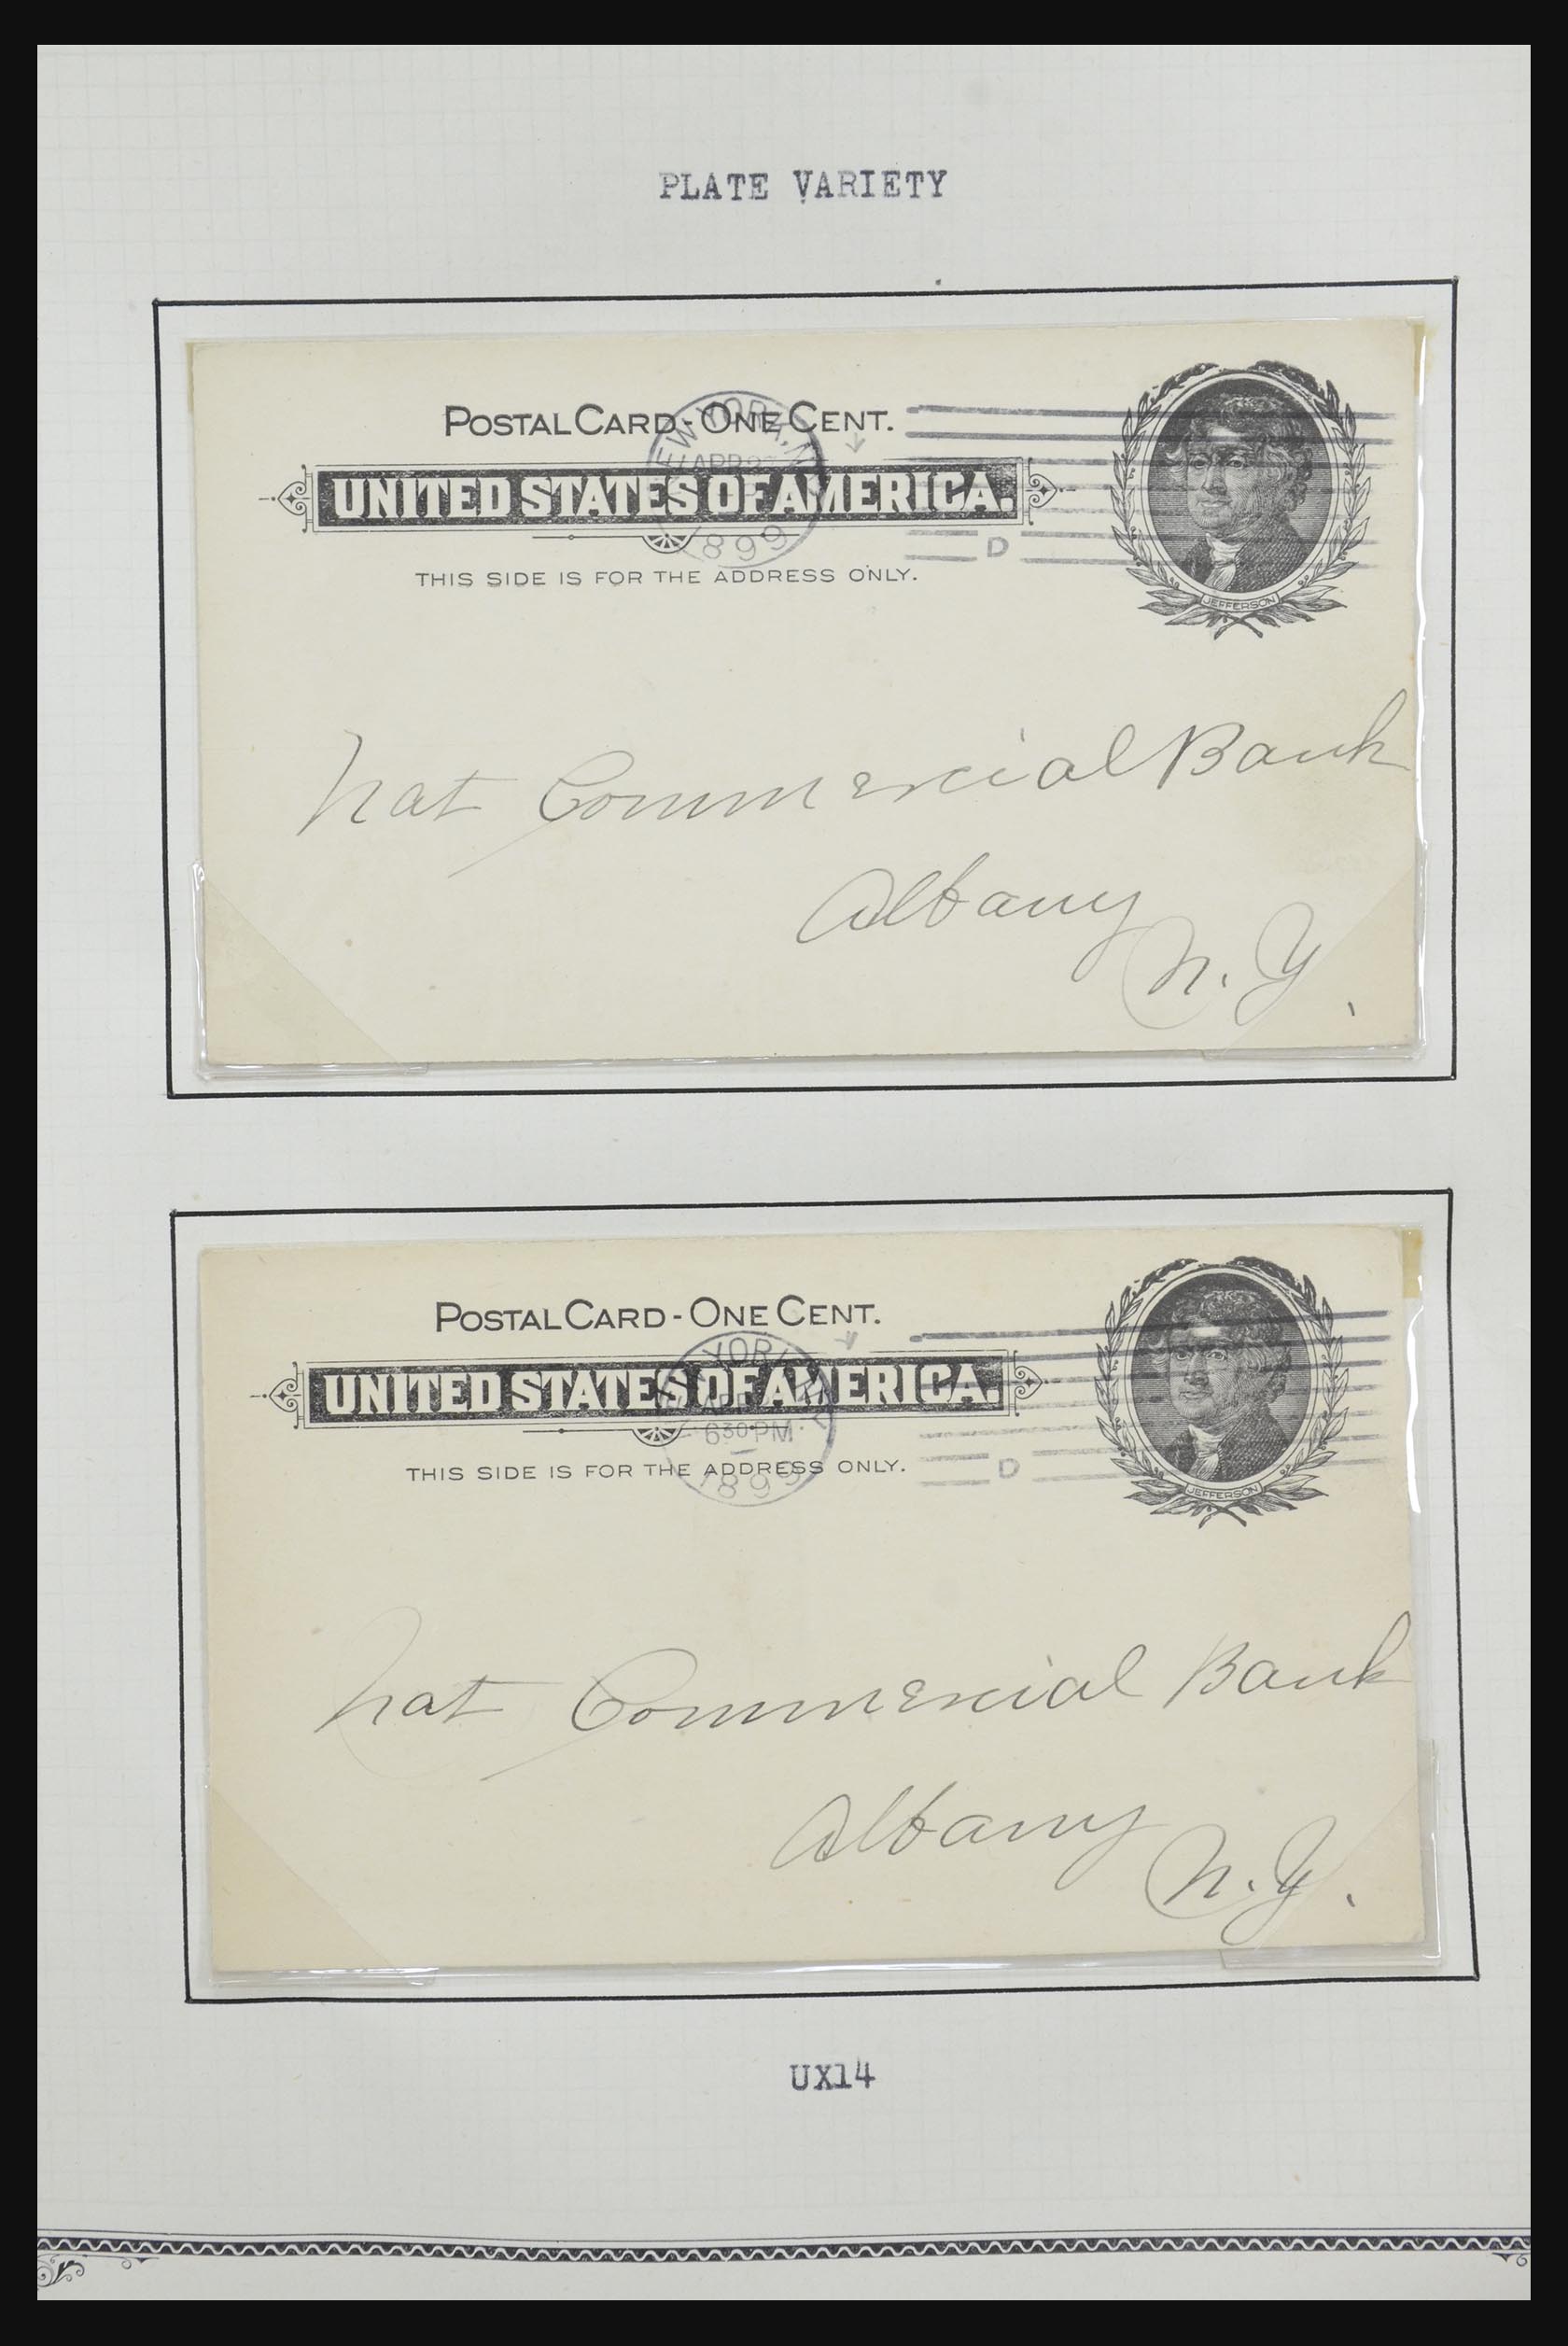 PLATE VARIETY
POSTAL CARD - ONE CENT.
UNITED STATES OF AMERICA.
THIS SIDE IS FOR THE ADDRESS ONLY.
1899
D
JEFFERSON
Nat Commercial Bank
Albany
N. Y.
POSTAL CARD - ONE CENT.
UNITED STATES OF AMERICA.
6 30 PM
THIS SIDE IS FOR THE ADDRESS ONLY.
1899
D
JEFFERSON
Nat Commercial Bank
Albany
N. Y.
UX14